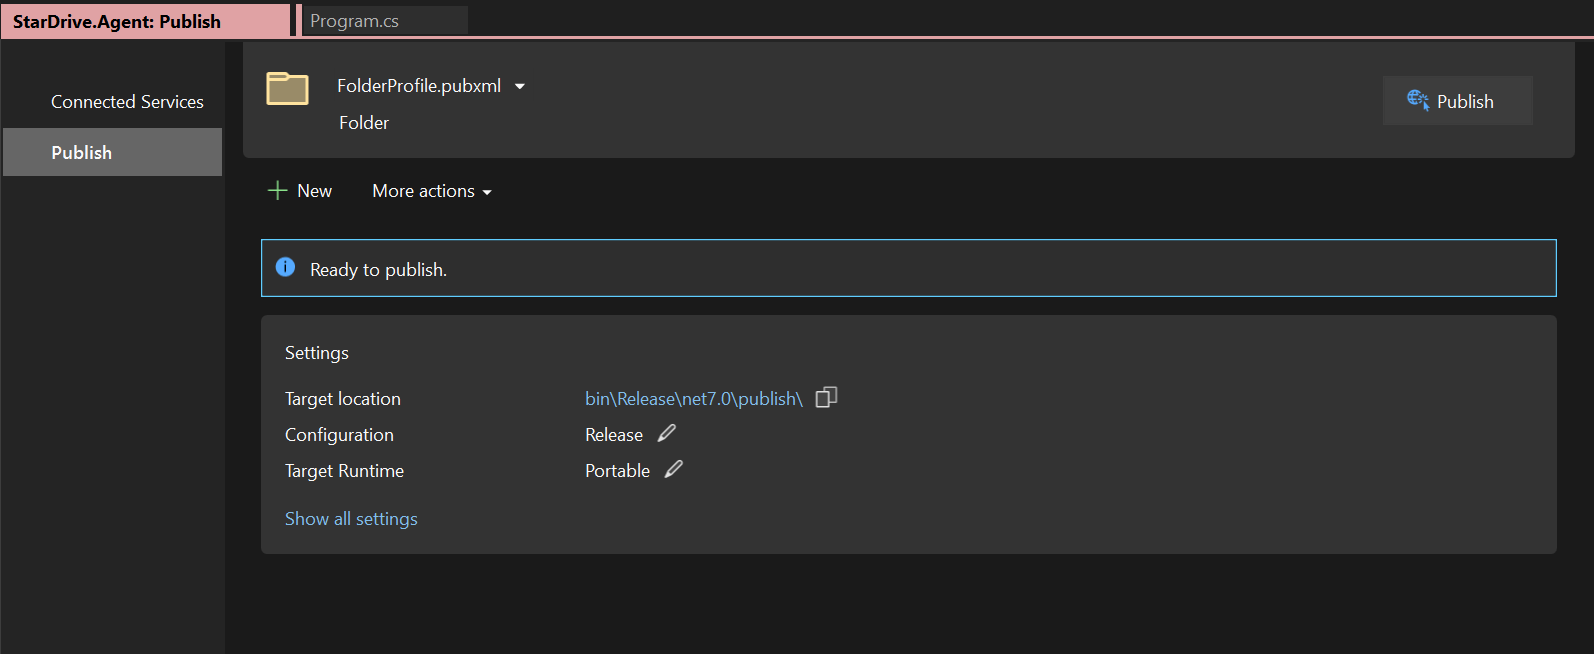 StarDrive.Agent: Publish
Program.cs
Connected Services
Publish
FolderProfile.pubxml
Folder
Publish
New
More actions
Ready to publish.
Settings
Target location bin\Release\net7.0\publish\
Configuration Release
Target Runtime Portable
Show all settings